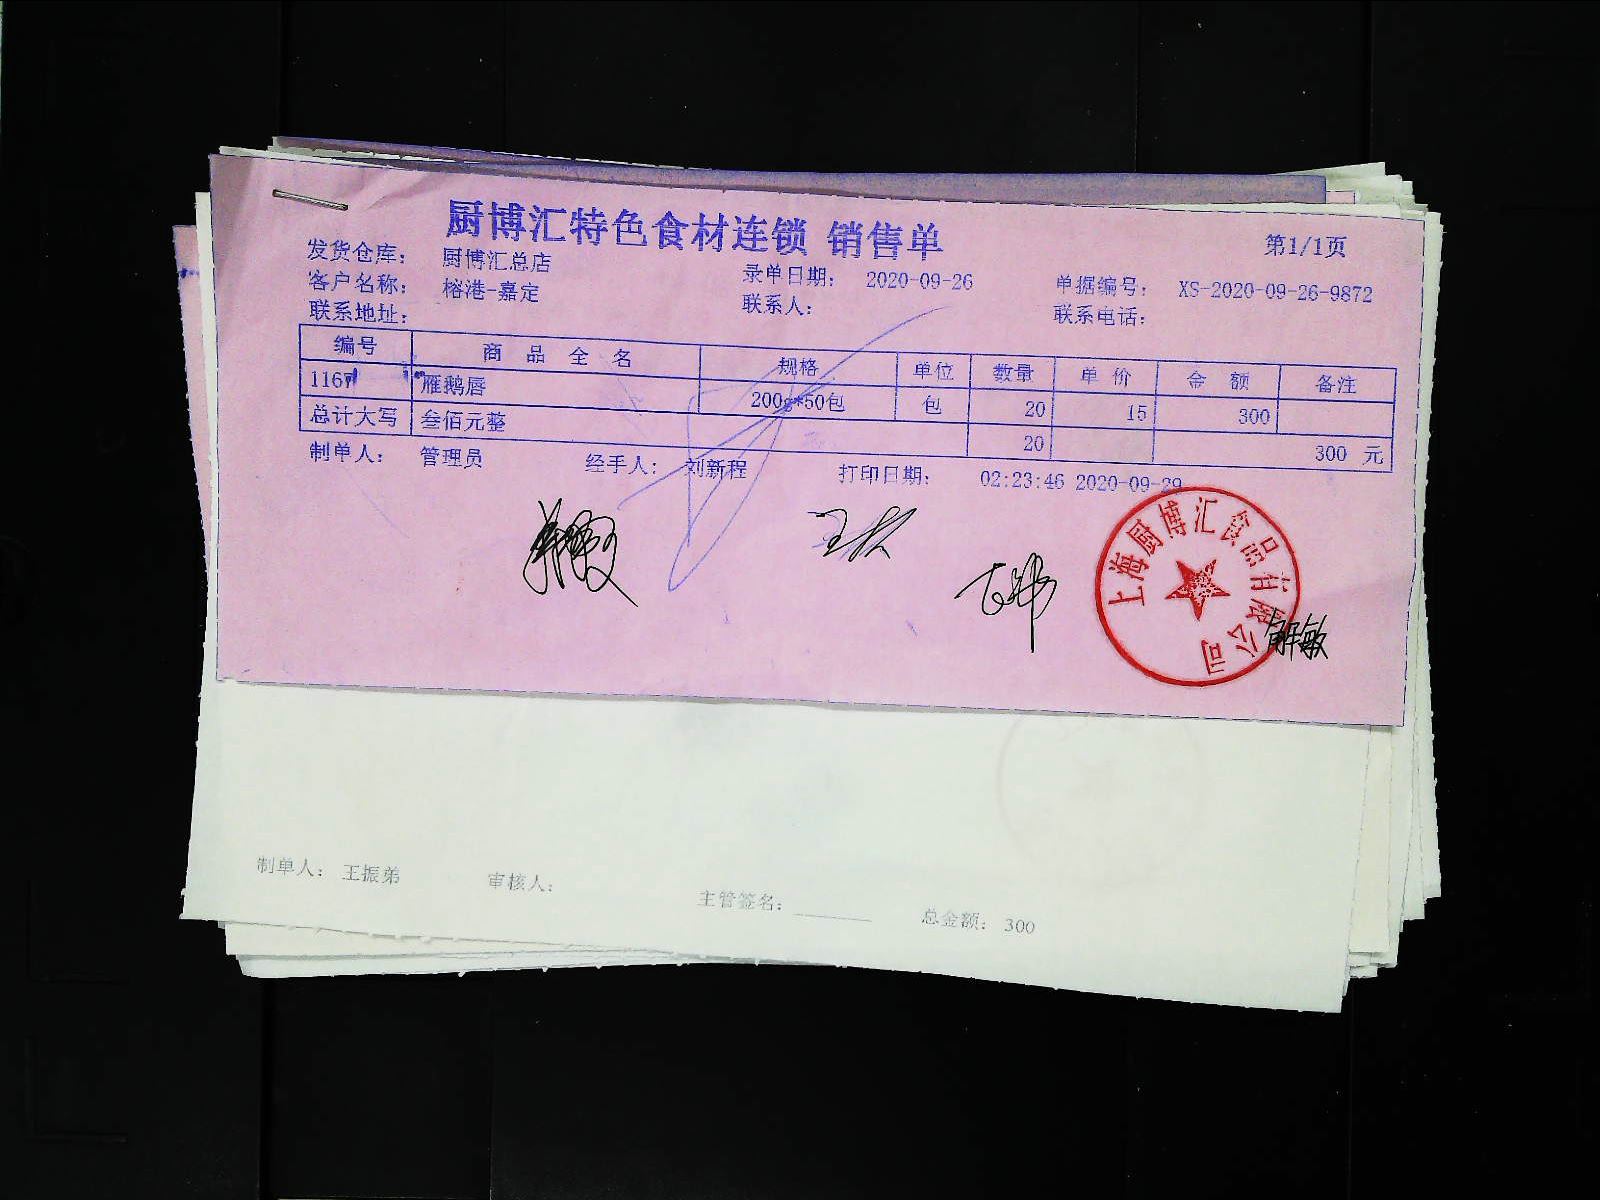 厨博汇特色食材连锁 销售单
第1/1页
发货仓库： 厨博汇总店 录单日期： 2020-09-26 单据编号： XS-2020-09-26-9872
客户名称： 榕港-嘉定 联系人： 联系电话：
联系地址：
编号 商品全名 规格 单位 数量 单价 金额 备注
1167 雁鹅唇 200g*50包 包 20 15 300
总计大写 叁佰元整 20 300 元
制单人： 管理员 经手人： 刘新程 打印日期： 02:23:46 2020-09-29
上海厨博汇食品有限公司
解敏
制单人： 王振弟 审核人： 主管签名： 总金额： 300